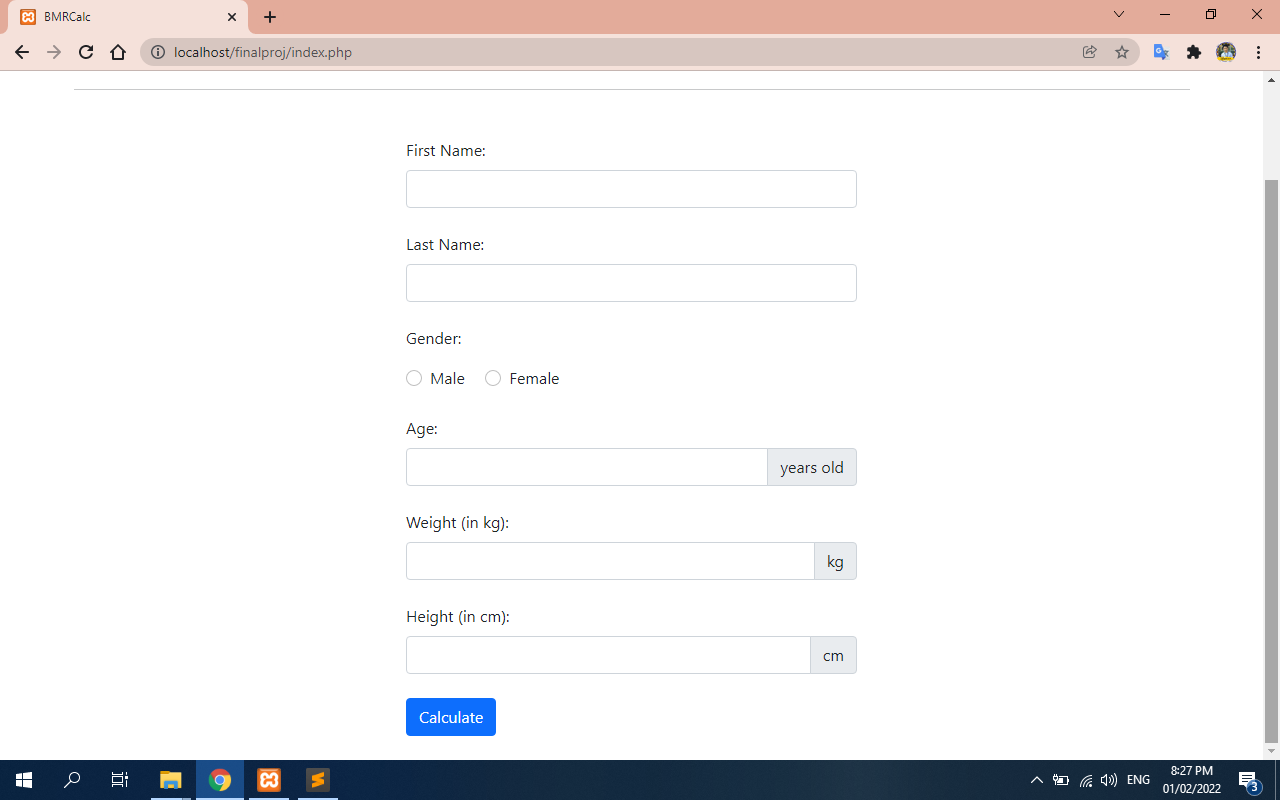 BMRCalc
localhost/finalproj/index.php
First Name:
Last Name:
Gender:
Male Female
Age:
years old
Weight (in kg):
kg
Height (in cm):
cm
Calculate
ENG
8:27 PM
01/02/2022
3